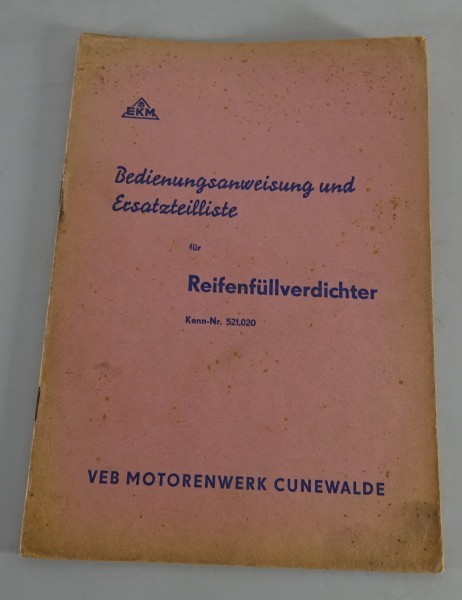 EKM
Bedienungsanweisung und
Ersatzteilliste
für
Reifenfüllverdichter
Kenn-Nr. 521.020
VEB MOTORENWERK CUNEWALDE